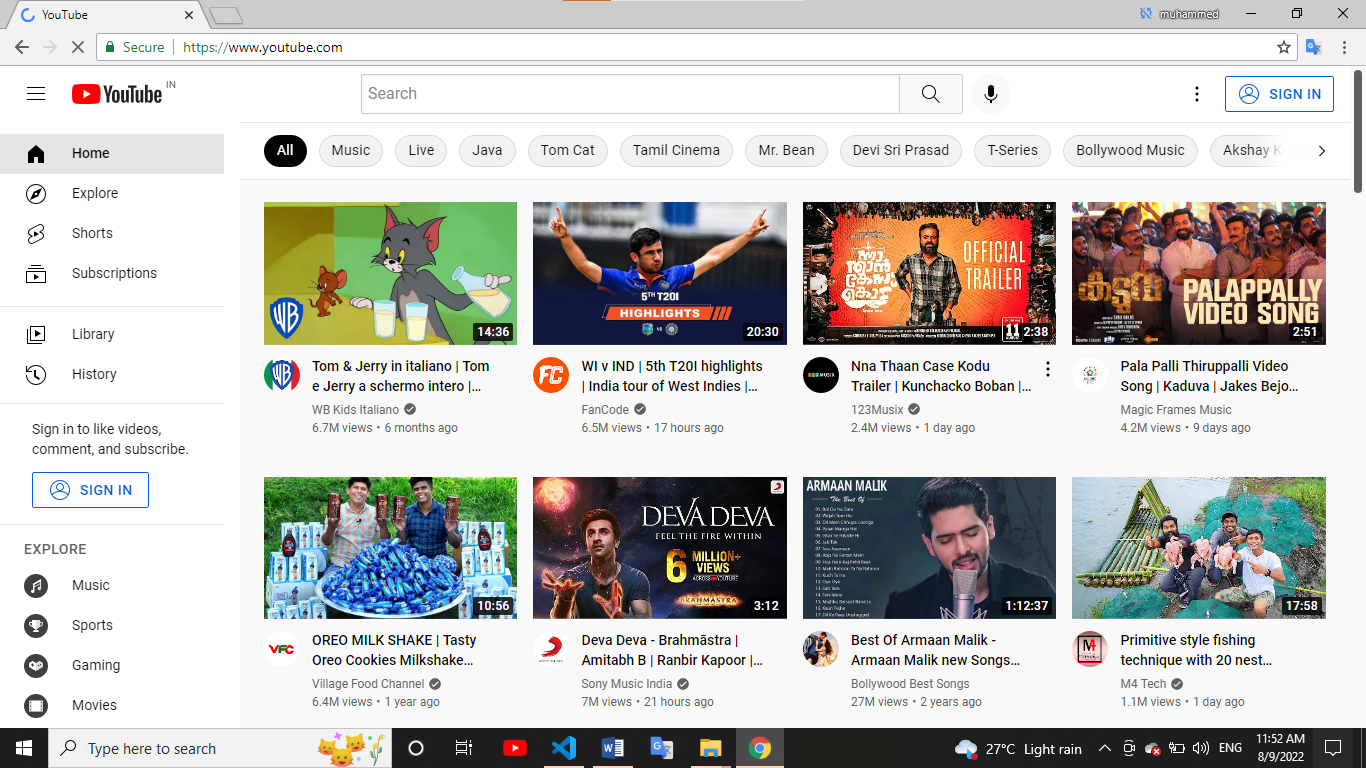 YouTube
muhammed
Secure
https://www.youtube.com
YouTube IN
Search
SIGN IN
Home
Explore
Shorts
Subscriptions
Library
History
Sign in to like videos,
comment, and subscribe.
SIGN IN
EXPLORE
Music
Sports
Gaming
Movies
All
Music
Live
Java
Tom Cat
Tamil Cinema
Mr. Bean
Devi Sri Prasad
T-Series
Bollywood Music
Akshay
WB
14:36
Tom & Jerry in italiano | Tom
e Jerry a schermo intero |...
WB Kids Italiano
6.7M views • 6 months ago
5TH T20I
HIGHLIGHTS
VS
20:30
FC
WI v IND | 5th T20I highlights
| India tour of West Indies |...
FanCode
6.5M views • 17 hours ago
ന്നാ
താൻ
കേസ്
കൊട്
OFFICIAL
TRAILER
11
2:38
Nna Thaan Case Kodu
Trailer | Kunchacko Boban |...
123Musix
2.4M views • 1 day ago
കടുവ
PALAPPALLY
VIDEO SONG
2:51
Pala Palli Thiruppalli Video
Song | Kaduva | Jakes Bejo...
Magic Frames Music
4.2M views • 9 days ago
10:56
VFC
OREO MILK SHAKE | Tasty
Oreo Cookies Milkshake...
Village Food Channel
6.4M views • 1 year ago
DEVA DEVA
FEEL THE FIRE WITHIN
6 MILLION+
VIEWS
ACROSS YOUTUBE
BRAHMĀSTRA
3:12
Deva Deva - Brahmāstra |
Amitabh B | Ranbir Kapoor |...
Sony Music India
7M views • 21 hours ago
ARMAAN MALIK
The Best Of
1:12:37
Best Of Armaan Malik -
Armaan Malik new Songs...
Bollywood Best Songs
27M views • 2 years ago
17:58
M4
Primitive style fishing
technique with 20 nest...
M4 Tech
1.1M views • 1 day ago
Type here to search
27°C Light rain
ENG
11:52 AM
8/9/2022